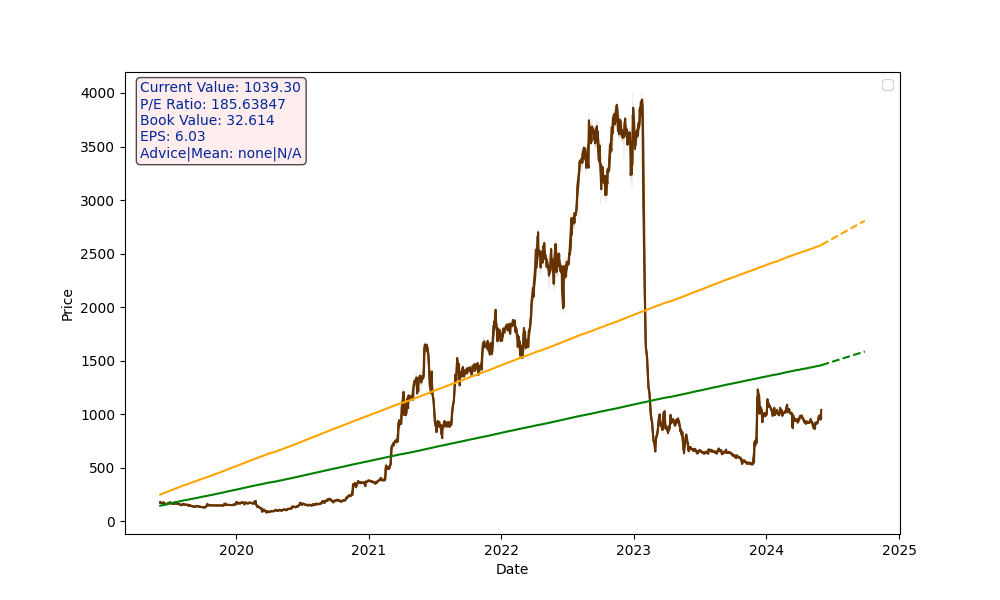 Current Value: 1039.30
P/E Ratio: 185.63847
Book Value: 32.614
EPS: 6.03
Advice|Mean: none|N/A
4000
3500
3000
2500
2000
1500
1000
500
0
Price
2020 2021 2022 2023 2024 2025
Date